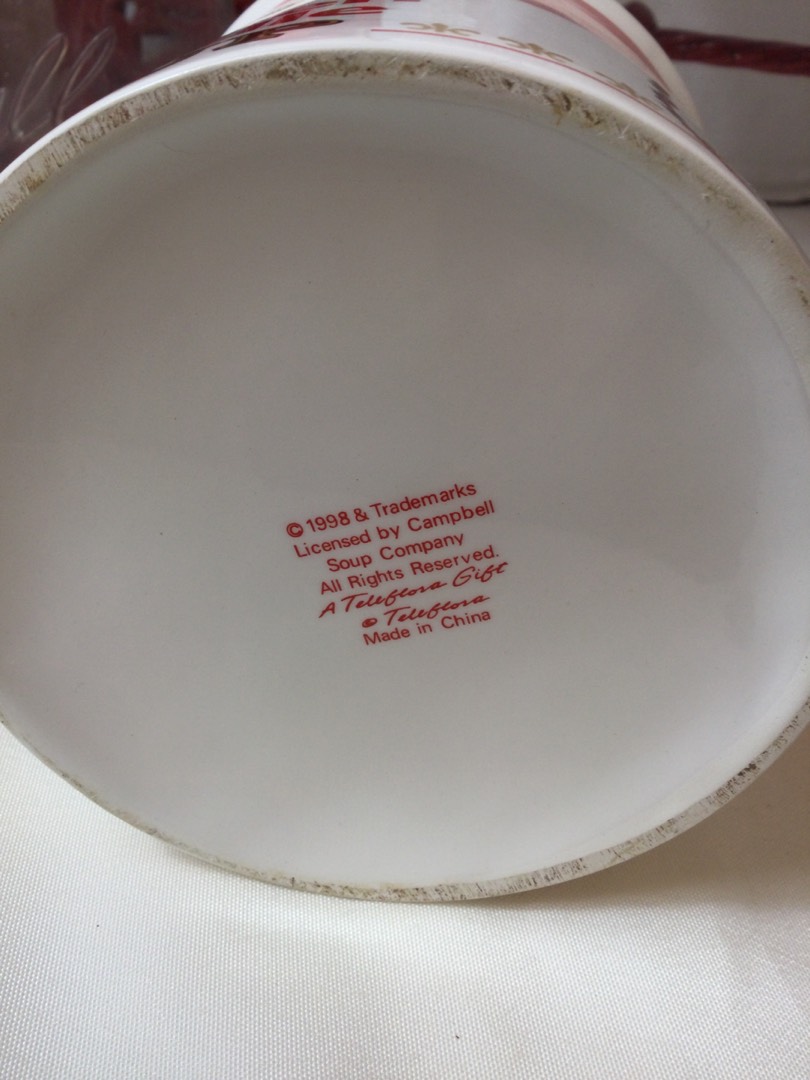 © 1998 & Trademarks
Licensed by Campbell
Soup Company
All Rights Reserved.
A Teleflora Gift
© Teleflora
Made in China